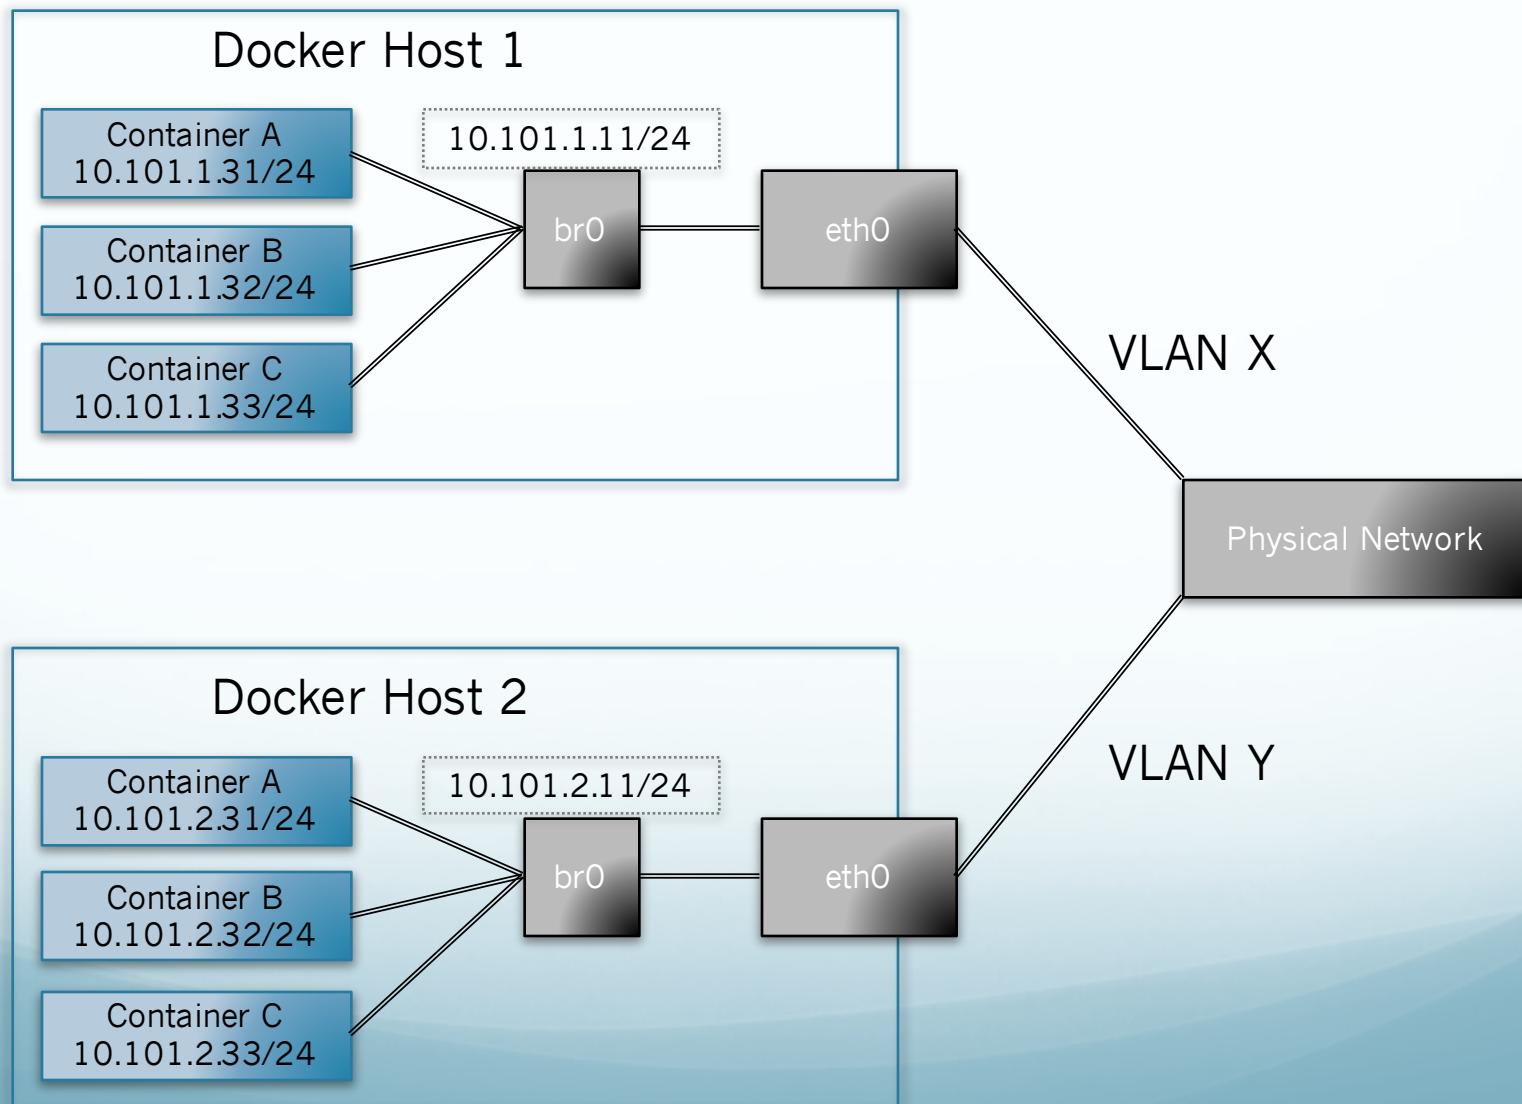 Docker Host 1
Container A
10.101.1.31/24
10.101.1.11/24
Container B
10.101.1.32/24
br0
eth0
Container C
10.101.1.33/24
VLAN X
Physical Network
Docker Host 2
Container A
10.101.2.31/24
10.101.2.11/24
Container B
10.101.2.32/24
br0
eth0
Container C
10.101.2.33/24
VLAN Y